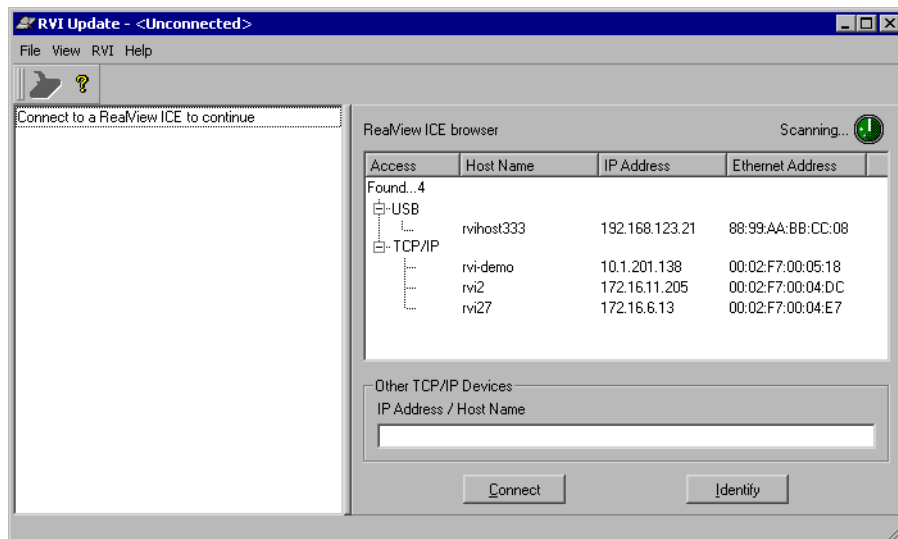 RVI Update - <Unconnected>
File View RVI Help
Connect to a RealView ICE to continue
RealView ICE browser
Scanning...
Access Host Name IP Address Ethernet Address
Found...4
USB
rvihost333 192.168.123.21 88:99:AA:BB:CC:08
TCP/IP
rvi-demo 10.1.201.138 00:02:F7:00:05:18
rvi2 172.16.11.205 00:02:F7:00:04:DC
rvi27 172.16.6.13 00:02:F7:00:04:E7
Other TCP/IP Devices
IP Address / Host Name
Connect Identify